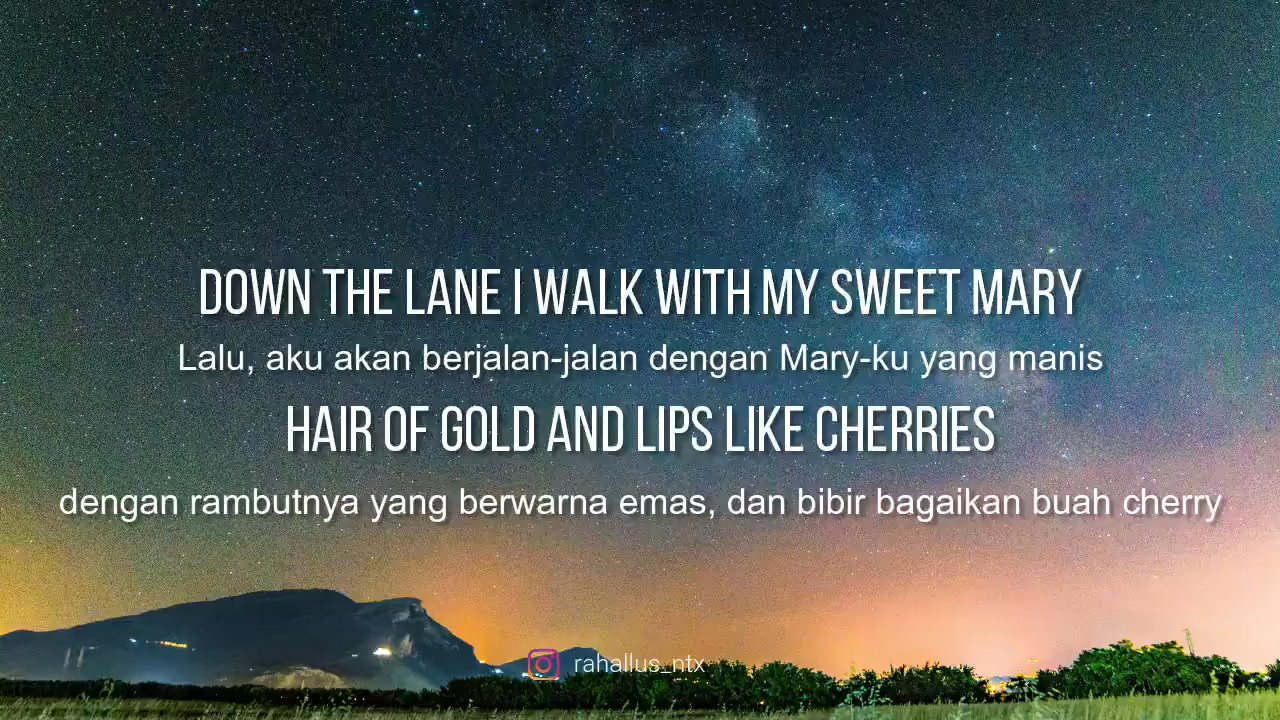 DOWN THE LANE I WALK WITH MY SWEET MARY
Lalu, aku akan berjalan-jalan dengan Mary-ku yang manis
HAIR OF GOLD AND LIPS LIKE CHERRIES
dengan rambutnya yang berwarna emas, dan bibir bagaikan buah cherry
rahallus_ntx